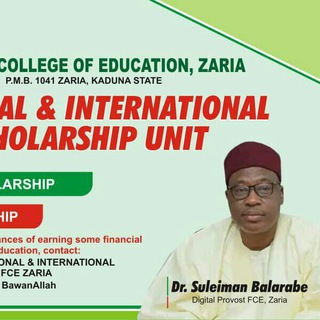 COLLEGE OF EDUCATION, ZARIA
P.M.B. 1041 ZARIA, KADUNA STATE
AL & INTERNATIONAL
HOLARSHIP UNIT
LARSHIP
HIP
ances of earning some financial
education, contact:
ONAL & INTERNATIONAL
FCE ZARIA
BawanAllah
Dr. Suleiman Balarabe
Digital Provost FCE, Zaria